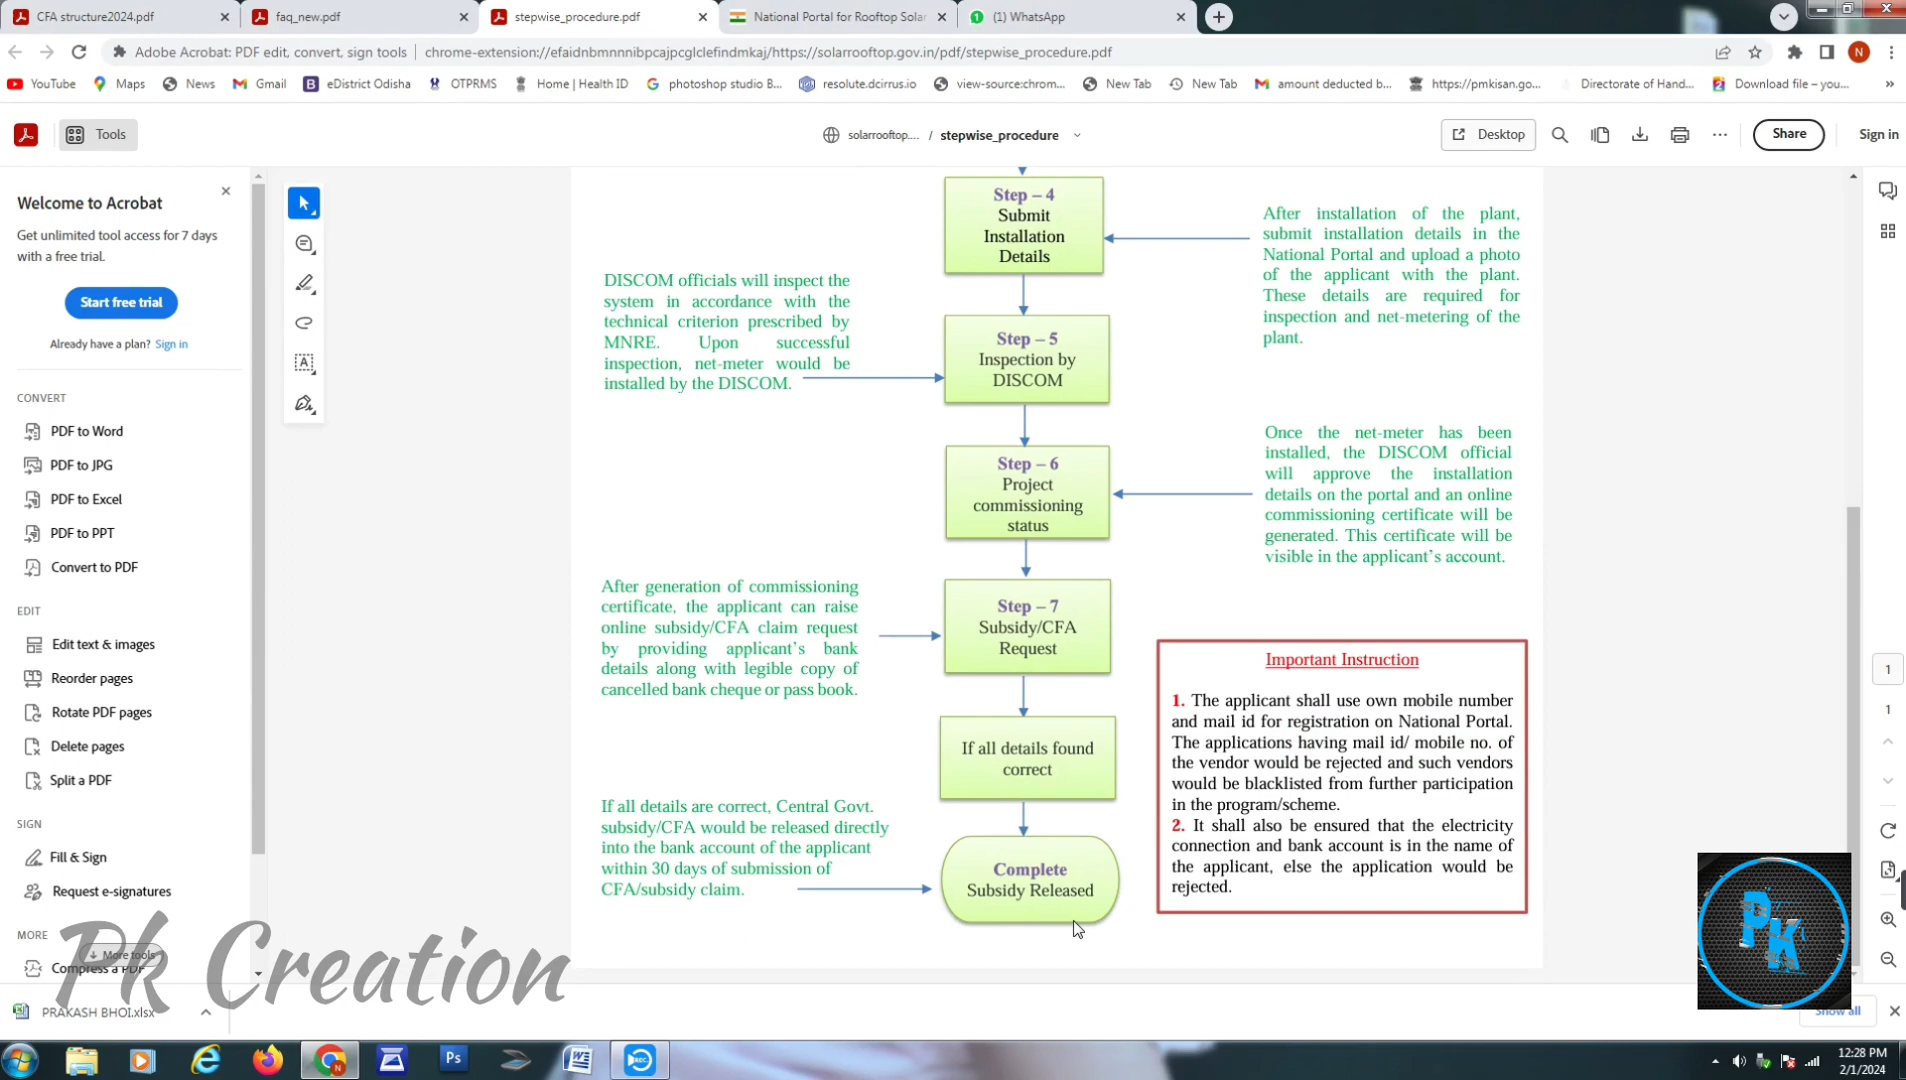 CFA structure2024.pdf
faq_new.pdf
stepwise_procedure.pdf
National Portal for Rooftop Solar
(1) WhatsApp
Adobe Acrobat: PDF edit, convert, sign tools
chrome-extension://efaidnbmnnnibpcajpcglclefindmkaj/https://solarrooftop.gov.in/pdf/stepwise_procedure.pdf
N
YouTube
Maps
News
Gmail
eDistrict Odisha
OTPRMS
Home | Health ID
photoshop studio B...
resolute.dcirrus.io
view-source:chrom...
New Tab
New Tab
amount deducted b...
https://pmkisan.go...
Directorate of Hand...
Download file – you...
Tools
solarrooftop.... / stepwise_procedure
Desktop
Share
Sign in
Welcome to Acrobat
Get unlimited tool access for 7 days
with a free trial.
Start free trial
Already have a plan? Sign in
CONVERT
PDF to Word
PDF to JPG
PDF to Excel
PDF to PPT
Convert to PDF
EDIT
Edit text & images
Reorder pages
Rotate PDF pages
Delete pages
Split a PDF
SIGN
Fill & Sign
Request e-signatures
MORE
More tools
Compress a PDF
Step – 4
Submit
Installation
Details
After installation of the plant,
submit installation details in the
National Portal and upload a photo
of the applicant with the plant.
These details are required for
inspection and net-metering of the
plant.
DISCOM officials will inspect the
system in accordance with the
technical criterion prescribed by
MNRE. Upon successful
inspection, net-meter would be
installed by the DISCOM.
Step – 5
Inspection by
DISCOM
Step – 6
Project
commissioning
status
Once the net-meter has been
installed, the DISCOM official
will approve the installation
details on the portal and an online
commissioning certificate will be
generated. This certificate will be
visible in the applicant's account.
After generation of commissioning
certificate, the applicant can raise
online subsidy/CFA claim request
by providing applicant's bank
details along with legible copy of
cancelled bank cheque or pass book.
Step – 7
Subsidy/CFA
Request
If all details found
correct
If all details are correct, Central Govt.
subsidy/CFA would be released directly
into the bank account of the applicant
within 30 days of submission of
CFA/subsidy claim.
Complete
Subsidy Released
Important Instruction
1. The applicant shall use own mobile number
and mail id for registration on National Portal.
The applications having mail id/ mobile no. of
the vendor would be rejected and such vendors
would be blacklisted from further participation
in the program/scheme.
2. It shall also be ensured that the electricity
connection and bank account is in the name of
the applicant, else the application would be
rejected.
1
1
Pk Creation
PK
PRAKASH BHOI.xlsx
Show all
Ps
REC
12:28 PM
2/1/2024